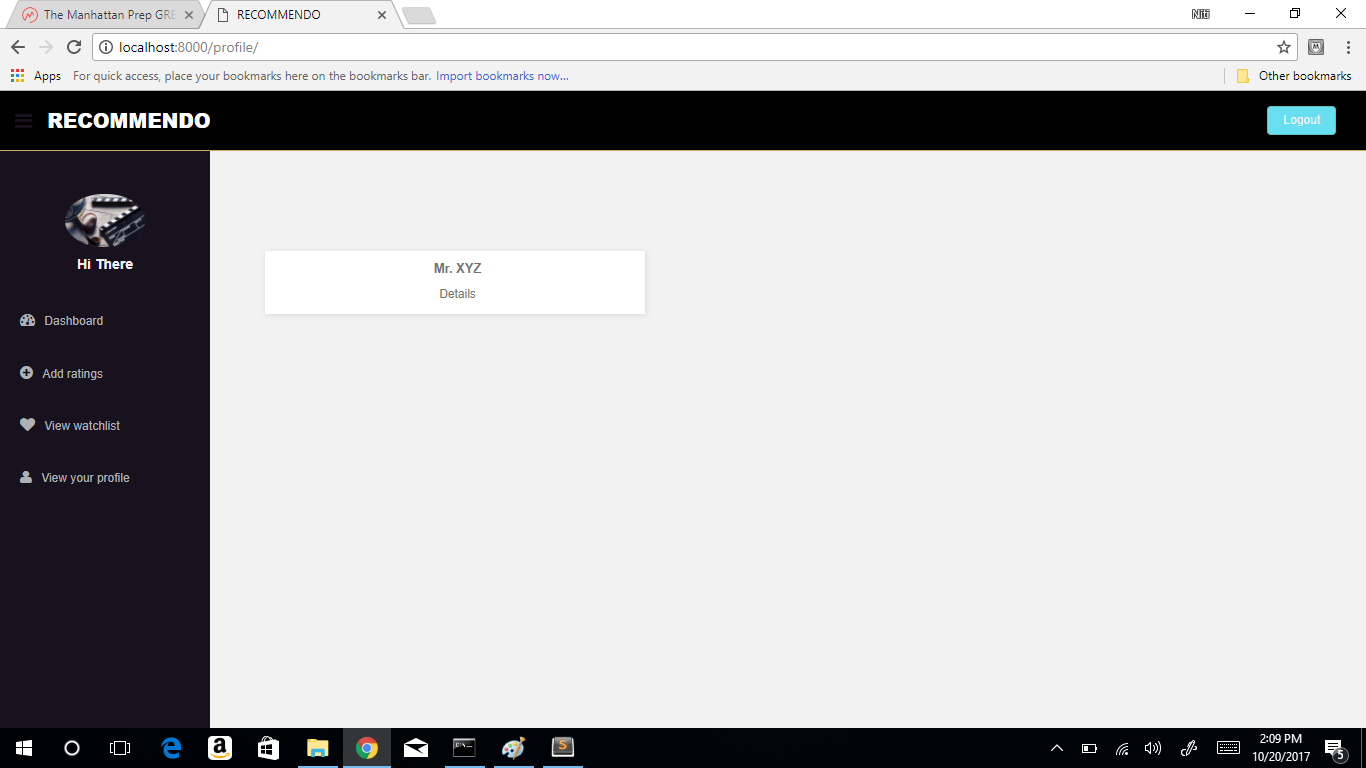 The Manhattan Prep GRE
RECOMMENDO
Niti
localhost:8000/profile/
Apps For quick access, place your bookmarks here on the bookmarks bar. Import bookmarks now... Other bookmarks
RECOMMENDO
Logout
Hi There
Mr. XYZ
Details
Dashboard
Add ratings
View watchlist
View your profile
2:09 PM
10/20/2017
5